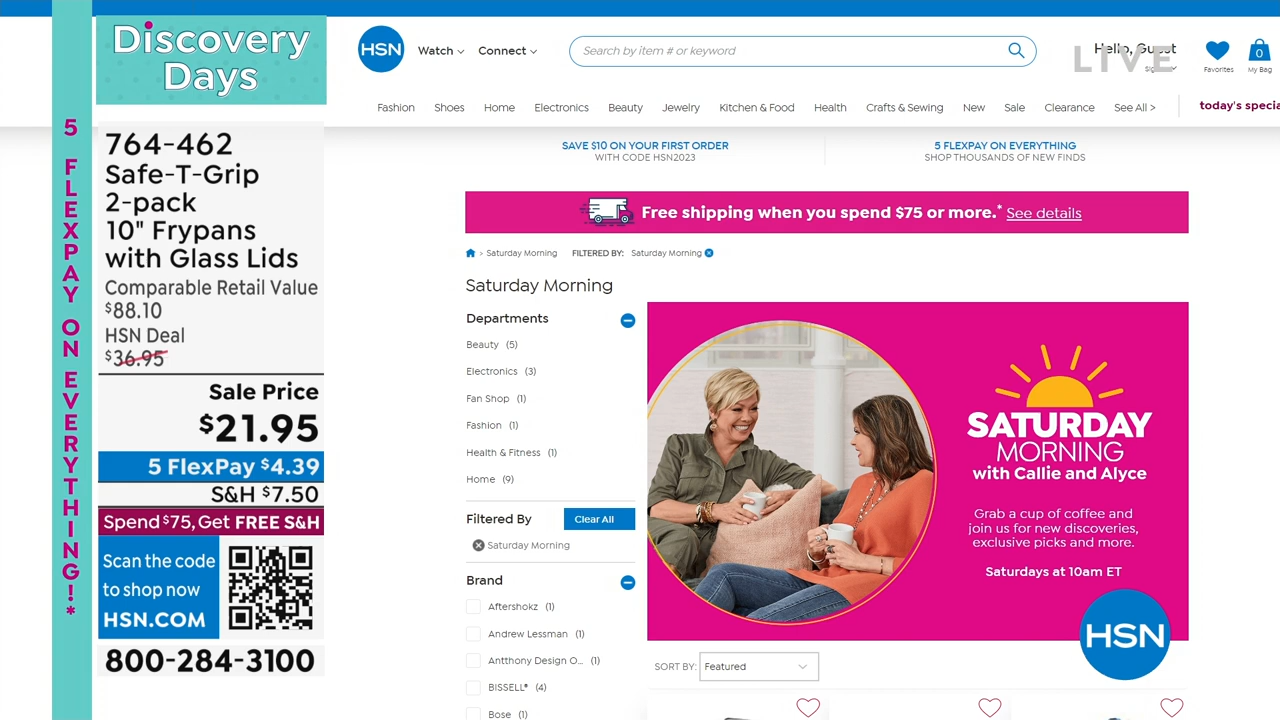 Discovery
Days
5 FLEXPAY ON EVERYTHING!*
764-462
Safe-T-Grip
2-pack
10" Frypans
with Glass Lids
Comparable Retail Value
$88.10
HSN Deal
$36.95
Sale Price
$21.95
5 FlexPay $4.39
S&H $7.50
Spend $75, Get FREE S&H
Scan the code
to shop now
HSN.COM
800-284-3100
HSN
Watch
Connect
Search by item # or keyword
Hello, Guest
LIVE
Favorites
0
My Bag
Fashion
Shoes
Home
Electronics
Beauty
Jewelry
Kitchen & Food
Health
Crafts & Sewing
New
Sale
Clearance
See All >
today's specia
SAVE $10 ON YOUR FIRST ORDER
WITH CODE HSN2023
5 FLEXPAY ON EVERYTHING
SHOP THOUSANDS OF NEW FINDS
Free shipping when you spend $75 or more.* See details
> Saturday Morning FILTERED BY: Saturday Morning
Saturday Morning
Departments
Beauty (5)
Electronics (3)
Fan Shop (1)
Fashion (1)
Health & Fitness (1)
Home (9)
Filtered By
Clear All
Saturday Morning
Brand
Aftershokz (1)
Andrew Lessman (1)
Antthony Design O... (1)
BISSELL® (4)
Bose (1)
SATURDAY
MORNING
with Callie and Alyce
Grab a cup of coffee and
join us for new discoveries,
exclusive picks and more.
Saturdays at 10am ET
HSN
SORT BY: Featured